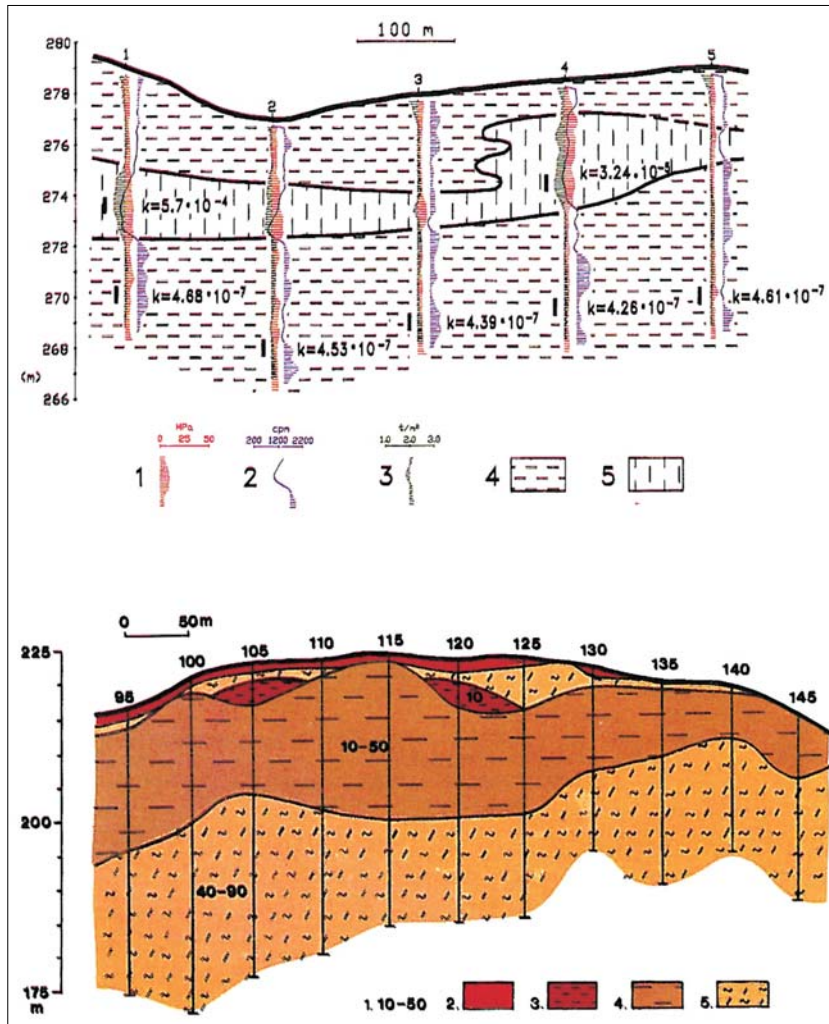 100 m
280
278
276
274
272
270
268
(m)
266
1
2
3
4
5
k=5.7·10⁻⁴
k=3.24·10⁻⁵
k=4.68·10⁻⁷
k=4.53·10⁻⁷
k=4.39·10⁻⁷
k=4.26·10⁻⁷
k=4.61·10⁻⁷
MPa
0 25 50
cpm
200 1200 2200
t/m³
1.0 2.0 3.0
1
2
3
4
5
0 50m
225
200
175
m
95
100
105
110
115
120
125
130
135
140
145
10
10-50
40-90
1. 10-50
2.
3.
4.
5.